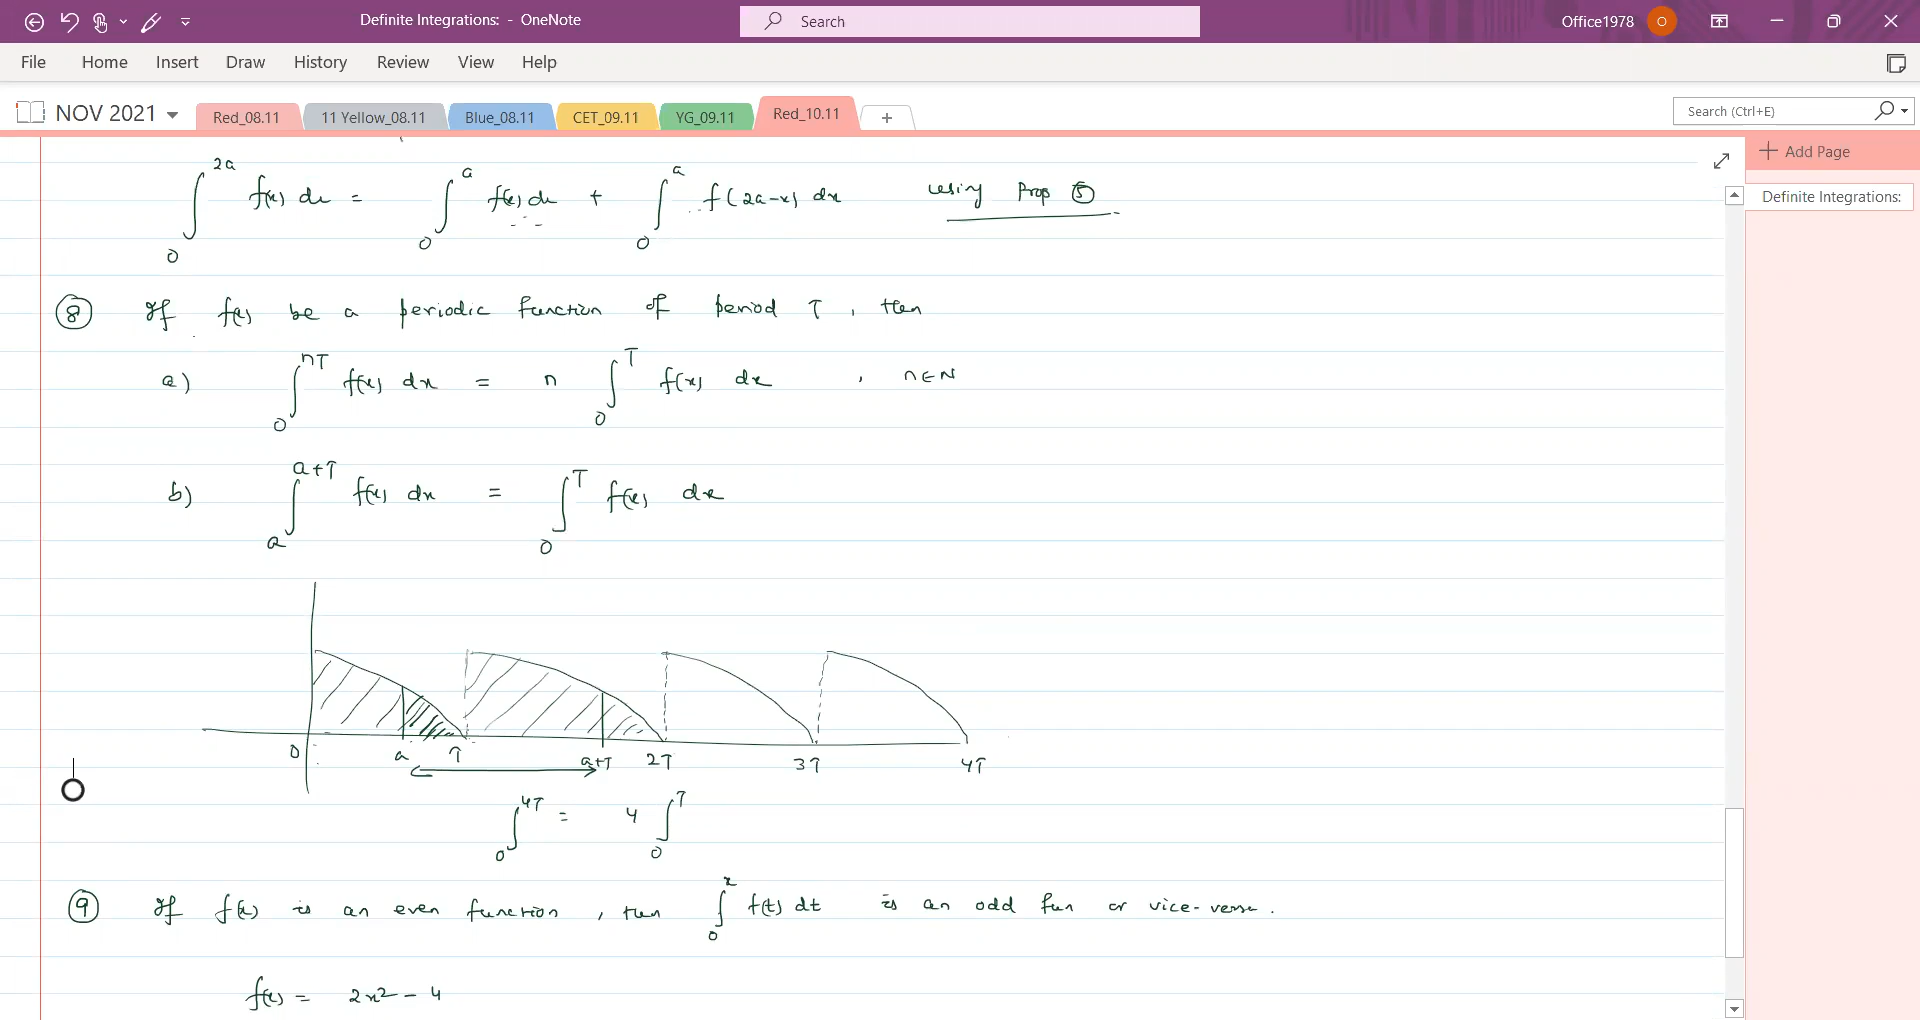 Definite Integrations: - OneNote
Search
Office1978
O
File Home Insert Draw History Review View Help
NOV 2021
Red_08.11 11 Yellow_08.11 Blue_08.11 CET_09.11 YG_09.11 Red_10.11 +
Search (Ctrl+E)
Add Page
Definite Integrations:
∫₀^{2a} f(x) dx = ∫₀^{a} f(x) dx + ∫₀^{a} f(2a-x) dx using Prop ⑤
⑧ If f(x) be a periodic function of period T, then
a) ∫₀^{nT} f(x) dx = n ∫₀^{T} f(x) dx , n∈N
b) ∫ₐ^{a+T} f(x) dx = ∫₀^{T} f(x) dx
0 a T a+T 2T 3T 4T
∫₀^{4T} = 4 ∫₀^{T}
⑨ If f(x) is an even function, then ∫₀^{x} f(t) dt is an odd fun or vice-versa.
f(x) = 2x² - 4